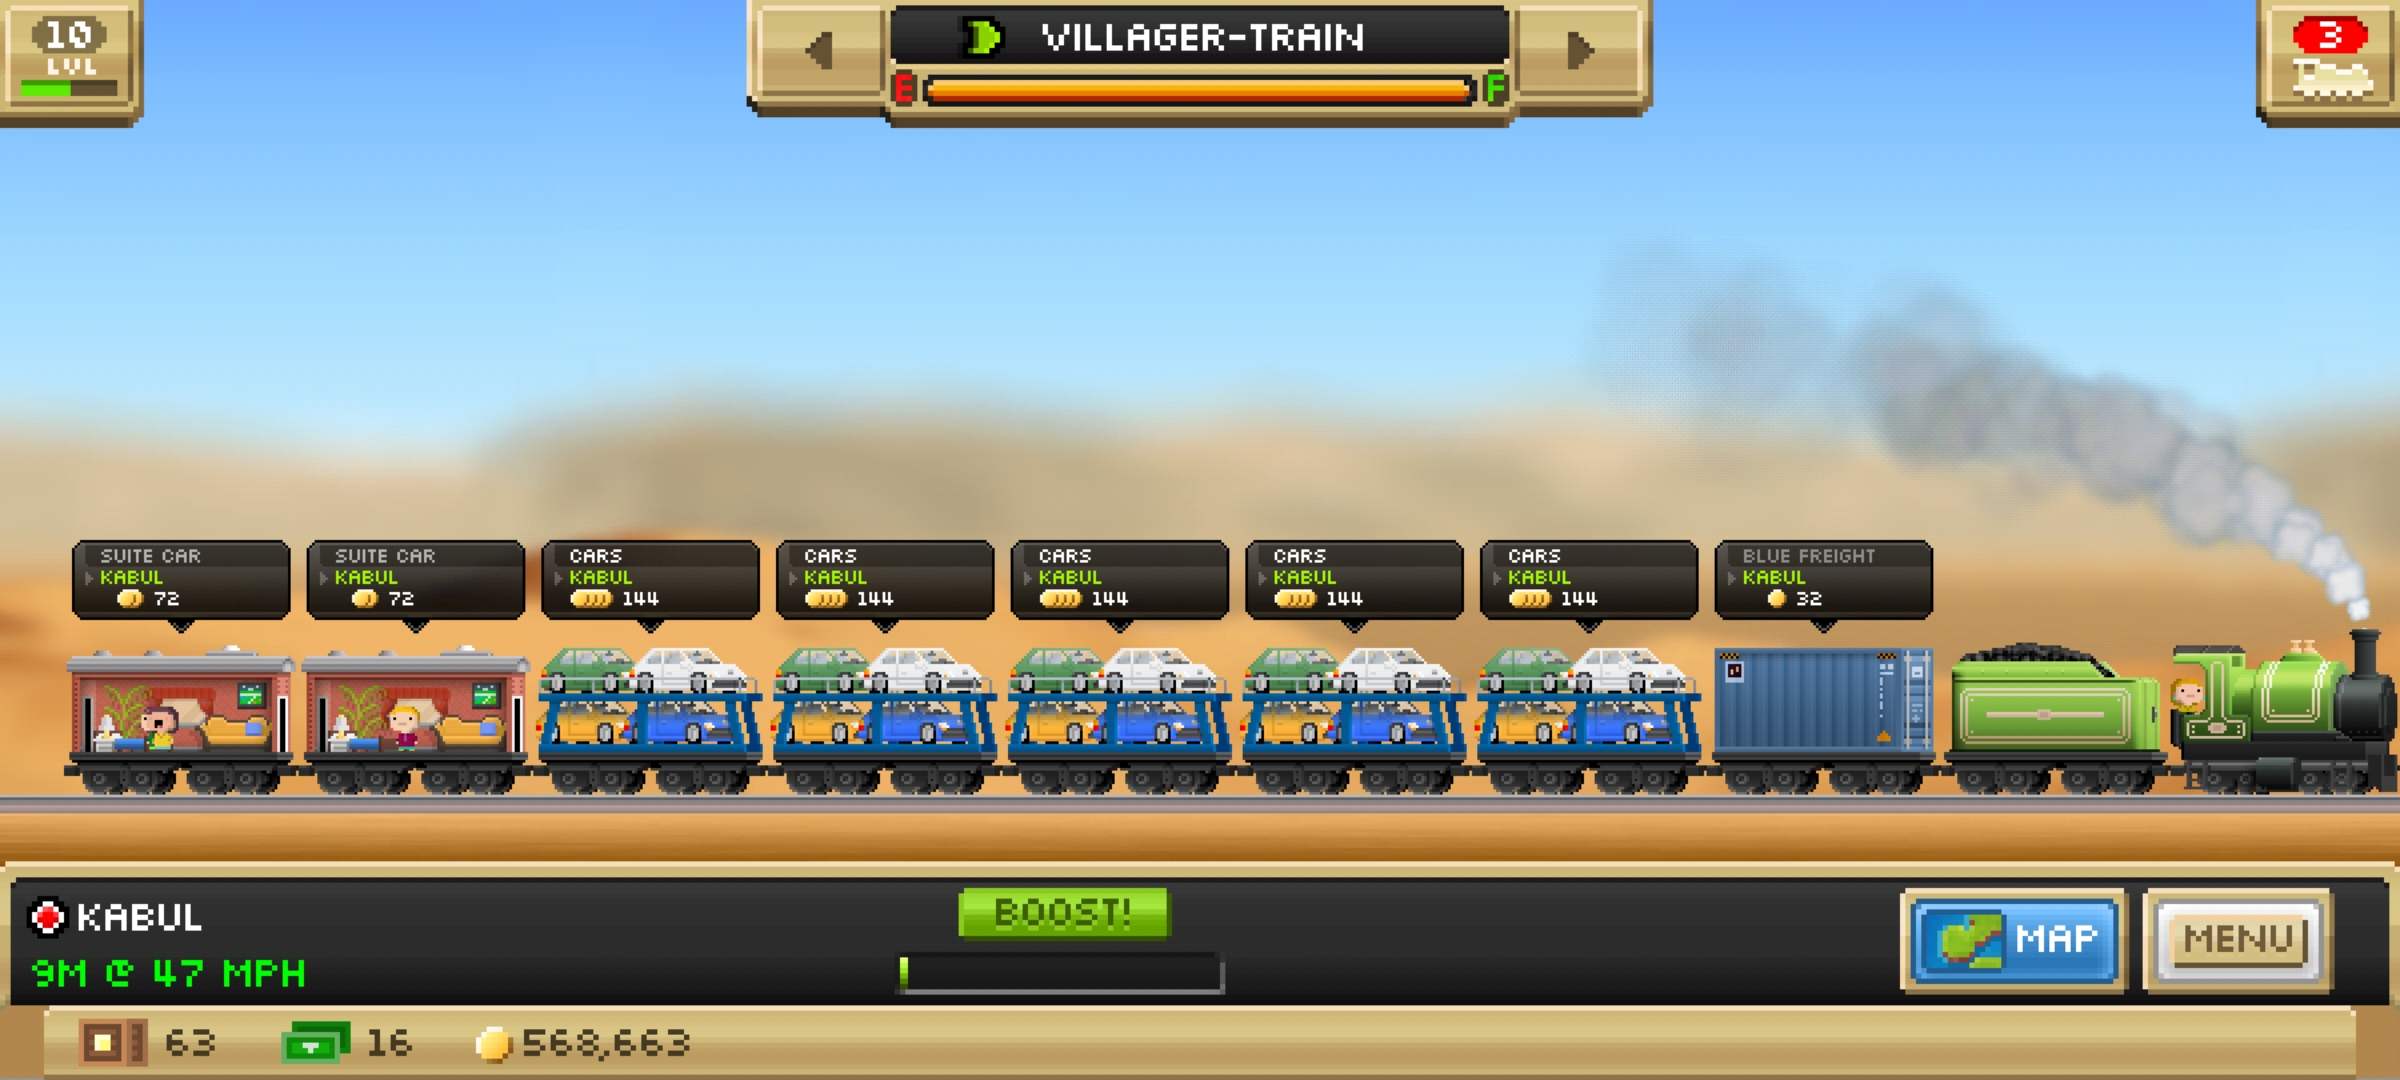 10
LVL
VILLAGER-TRAIN
E F
3
SUITE CAR
KABUL
72
SUITE CAR
KABUL
72
CARS
KABUL
144
CARS
KABUL
144
CARS
KABUL
144
CARS
KABUL
144
CARS
KABUL
144
BLUE FREIGHT
KABUL
32
KABUL
9M @ 47 MPH
BOOST!
MAP
MENU
63
16
568,663